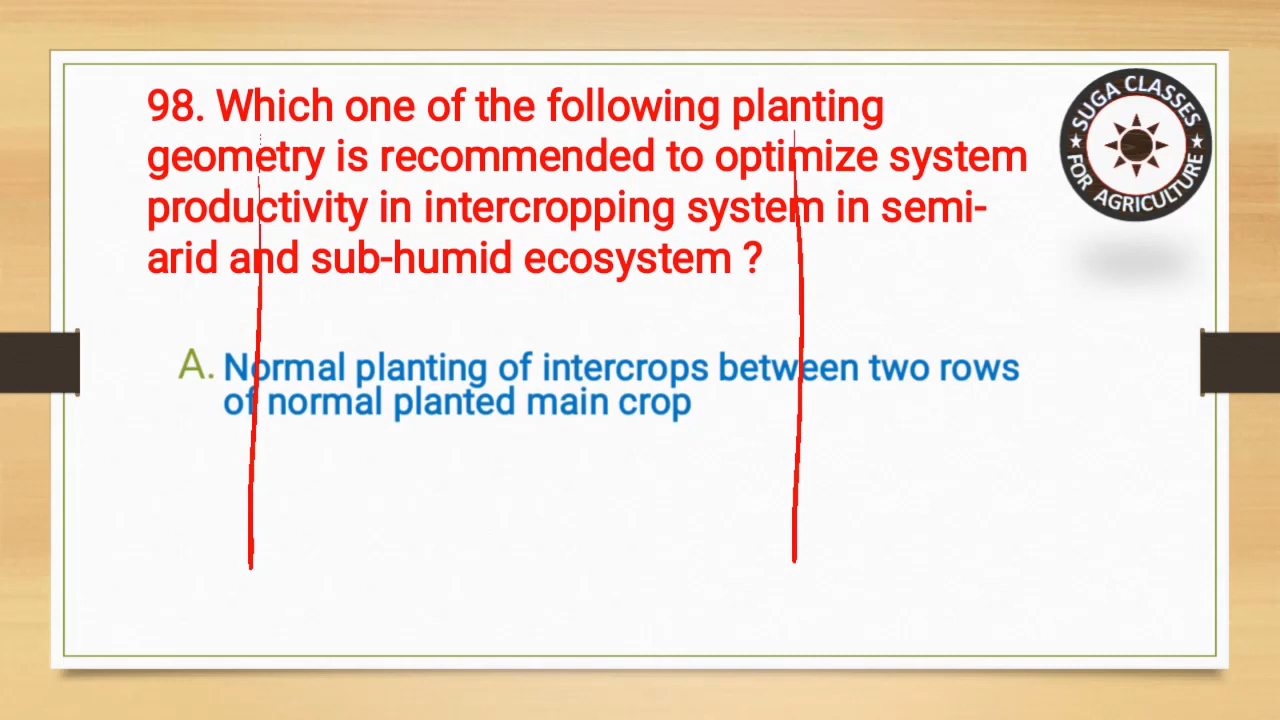 98. Which one of the following planting
geometry is recommended to optimize system
productivity in intercropping system in semi-
arid and sub-humid ecosystem ?
A. Normal planting of intercrops between two rows
of normal planted main crop
SUGA CLASSES
FOR AGRICULTURE